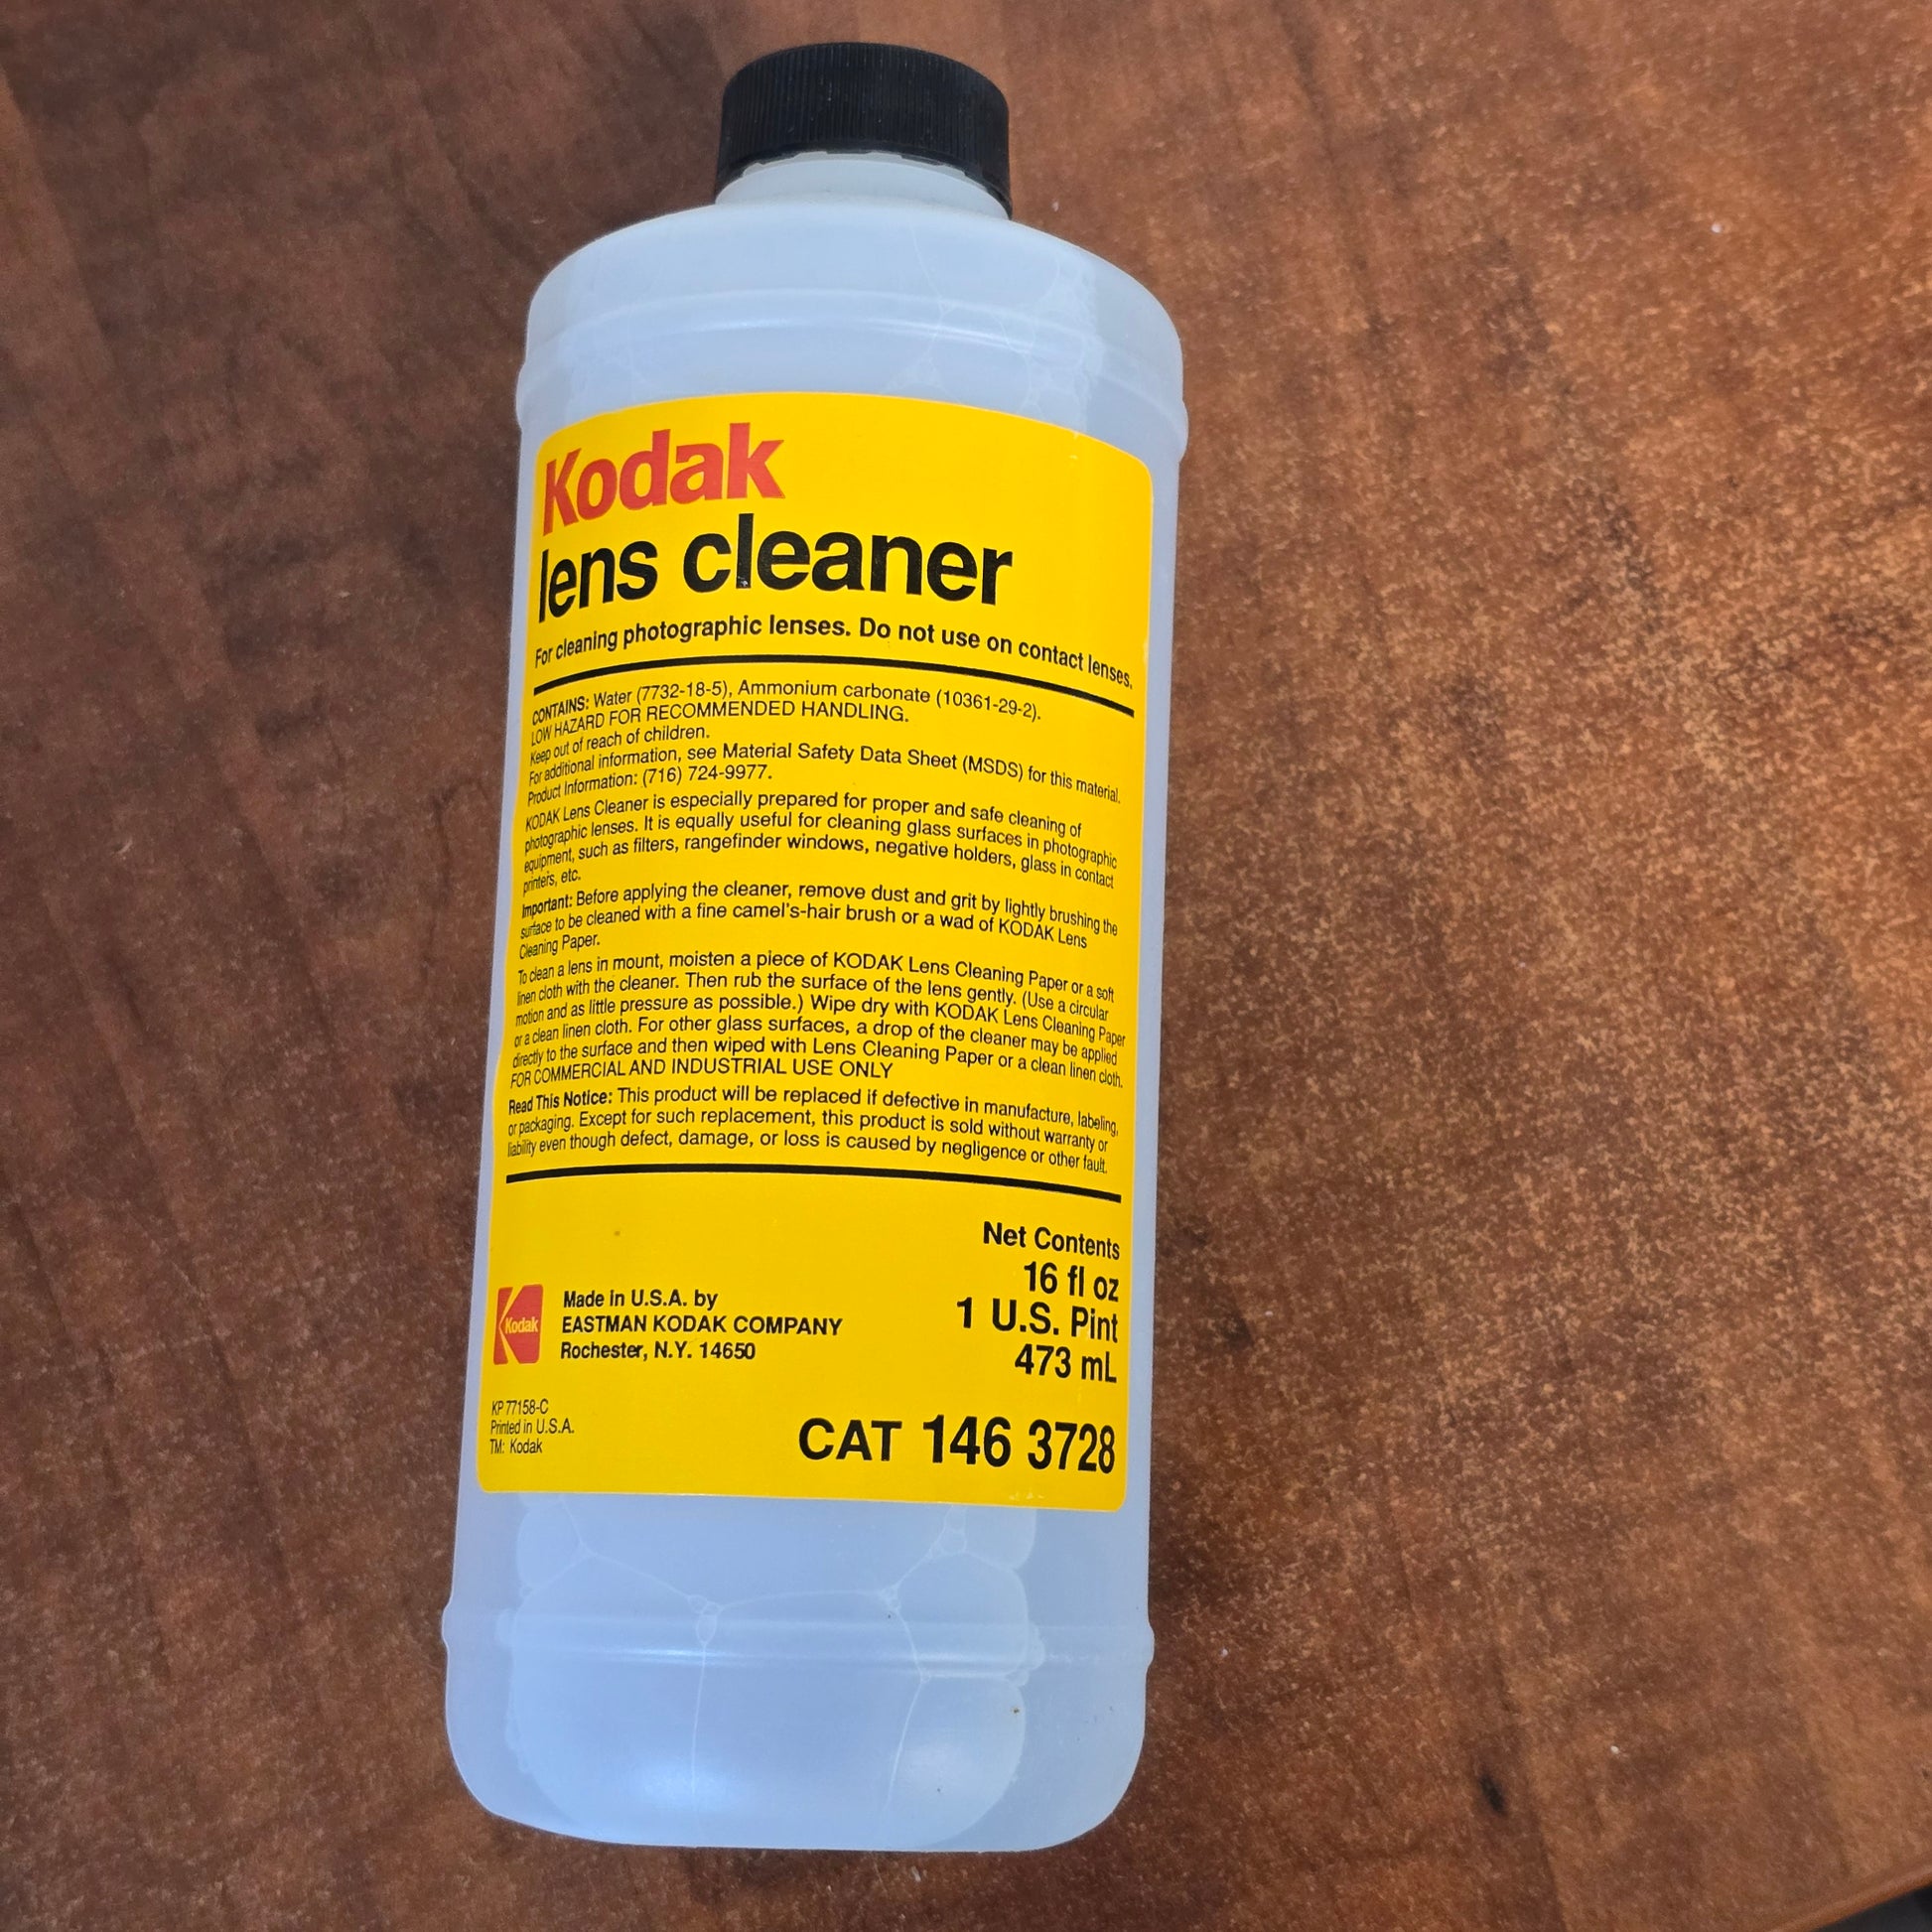 Kodak
lens cleaner
For cleaning photographic lenses. Do not use on contact lenses.
CONTAINS: Water (7732-18-5), Ammonium carbonate (10361-29-2).
LOW HAZARD FOR RECOMMENDED HANDLING.
Keep out of reach of children.
For additional information, see Material Safety Data Sheet (MSDS) for this material.
Product Information: (716) 724-9977.
KODAK Lens Cleaner is especially prepared for proper and safe cleaning of
photographic lenses. It is equally useful for cleaning glass surfaces in photographic
equipment, such as filters, rangefinder windows, negative holders, glass in contact
printers, etc.
Important: Before applying the cleaner, remove dust and grit by lightly brushing the
surface to be cleaned with a fine camel's-hair brush or a wad of KODAK Lens
Cleaning Paper.
To clean a lens in mount, moisten a piece of KODAK Lens Cleaning Paper or a soft
linen cloth with the cleaner. Then rub the surface of the lens gently. (Use a circular
motion and as little pressure as possible.) Wipe dry with KODAK Lens Cleaning Paper
or a clean linen cloth. For other glass surfaces, a drop of the cleaner may be applied
directly to the surface and then wiped with Lens Cleaning Paper or a clean linen cloth.
FOR COMMERCIAL AND INDUSTRIAL USE ONLY
Read This Notice: This product will be replaced if defective in manufacture, labeling,
or packaging. Except for such replacement, this product is sold without warranty or
liability even though defect, damage, or loss is caused by negligence or other fault.
Net Contents
16 fl oz
1 U.S. Pint
473 mL
Kodak
Made in U.S.A. by
EASTMAN KODAK COMPANY
Rochester, N.Y. 14650
KP 77158-C
Printed in U.S.A.
TM: Kodak
CAT 146 3728